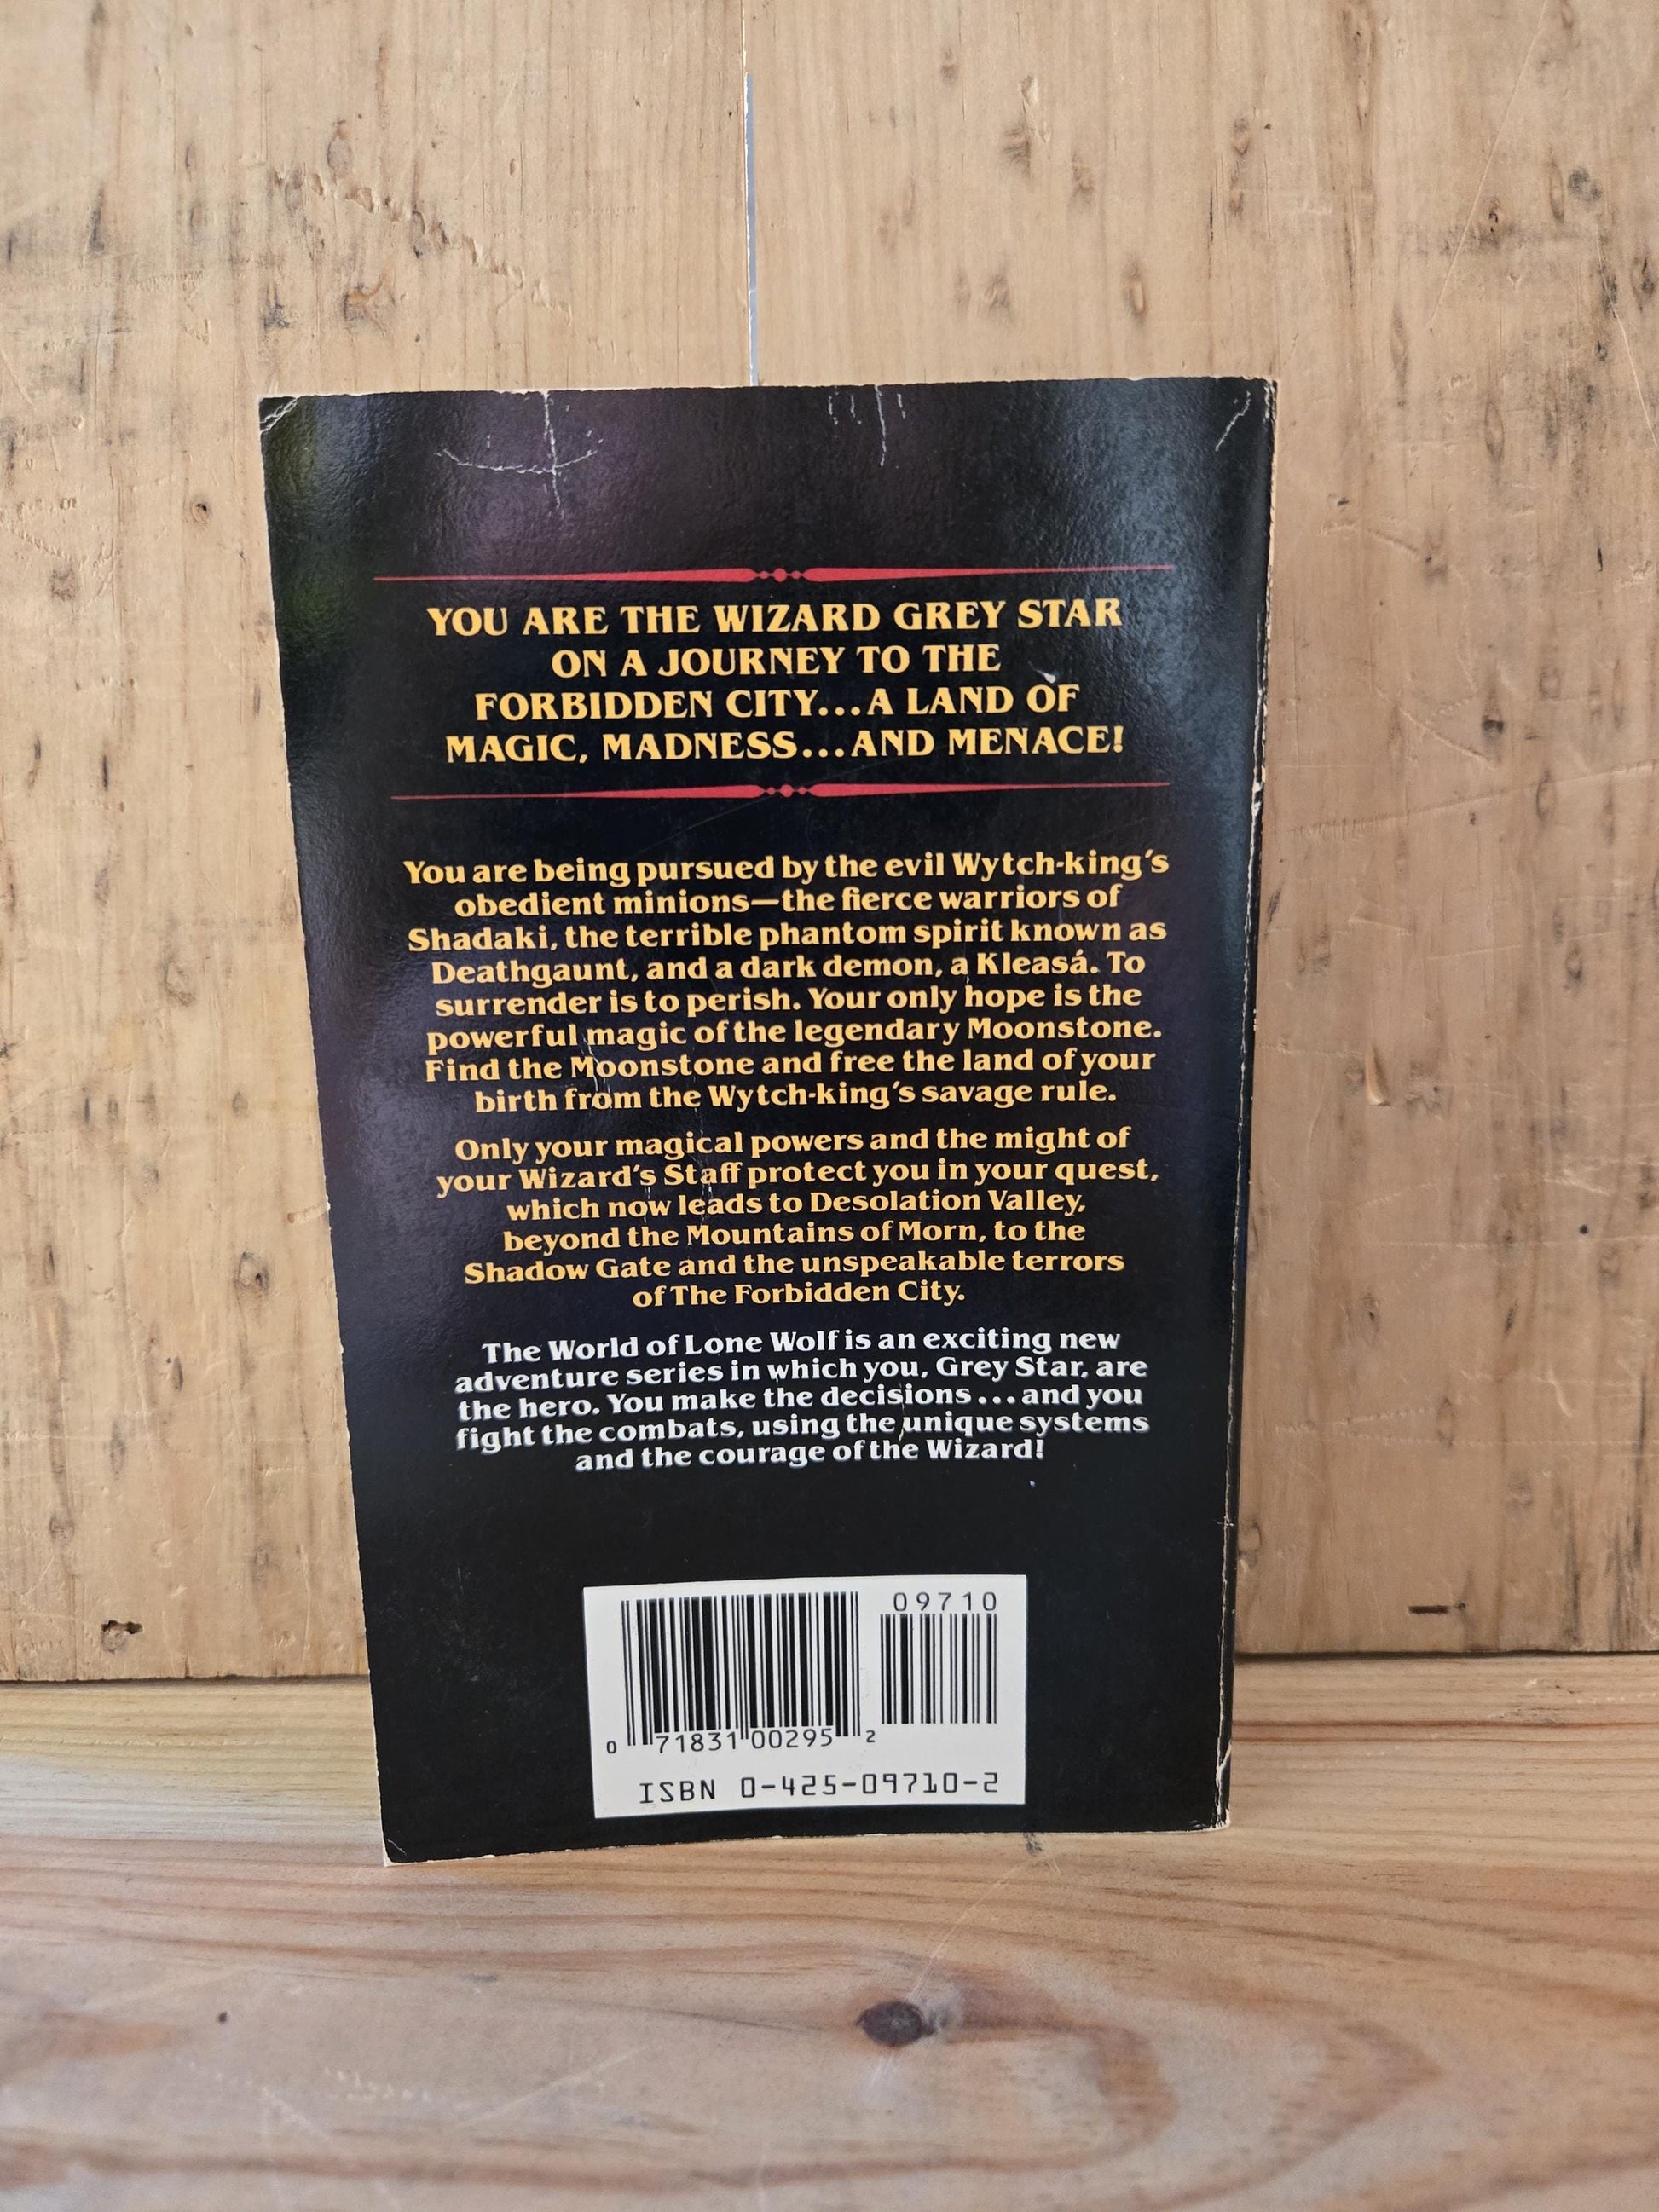 YOU ARE THE WIZARD GREY STAR
ON A JOURNEY TO THE
FORBIDDEN CITY...A LAND OF
MAGIC, MADNESS...AND MENACE!
You are being pursued by the evil Wytch-king's
obedient minions—the fierce warriors of
Shadaki, the terrible phantom spirit known as
Deathgaunt, and a dark demon, a Kleasá. To
surrender is to perish. Your only hope is the
powerful magic of the legendary Moonstone.
Find the Moonstone and free the land of your
birth from the Wytch-king's savage rule.
Only your magical powers and the might of
your Wizard's Staff protect you in your quest,
which now leads to Desolation Valley,
beyond the Mountains of Morn, to the
Shadow Gate and the unspeakable terrors
of The Forbidden City.
The World of Lone Wolf is an exciting new
adventure series in which you, Grey Star, are
the hero. You make the decisions...and you
fight the combats, using the unique systems
and the courage of the Wizard!
09710
0 71831 00295 2
ISBN 0-425-09710-2